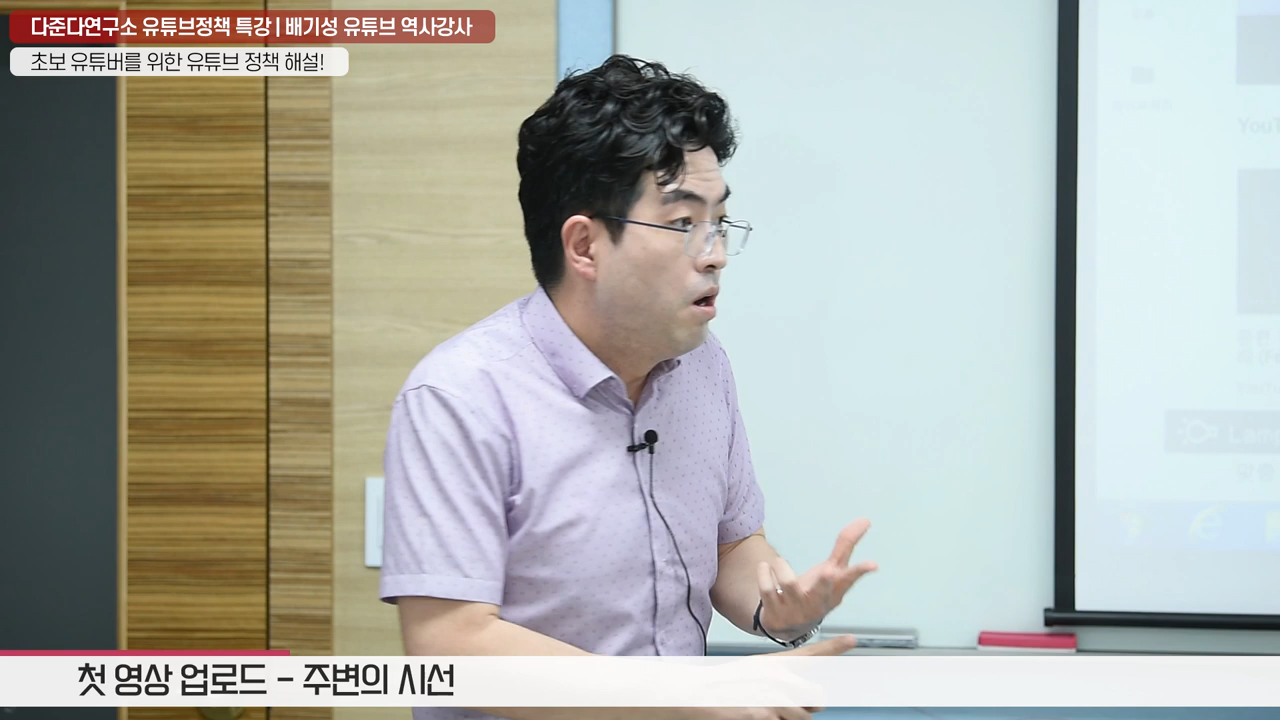 다준다연구소 유튜브정책 특강 | 배기성 유튜브 역사강사
초보 유튜버를 위한 유튜브 정책 해설!
첫 영상 업로드 - 주변의 시선